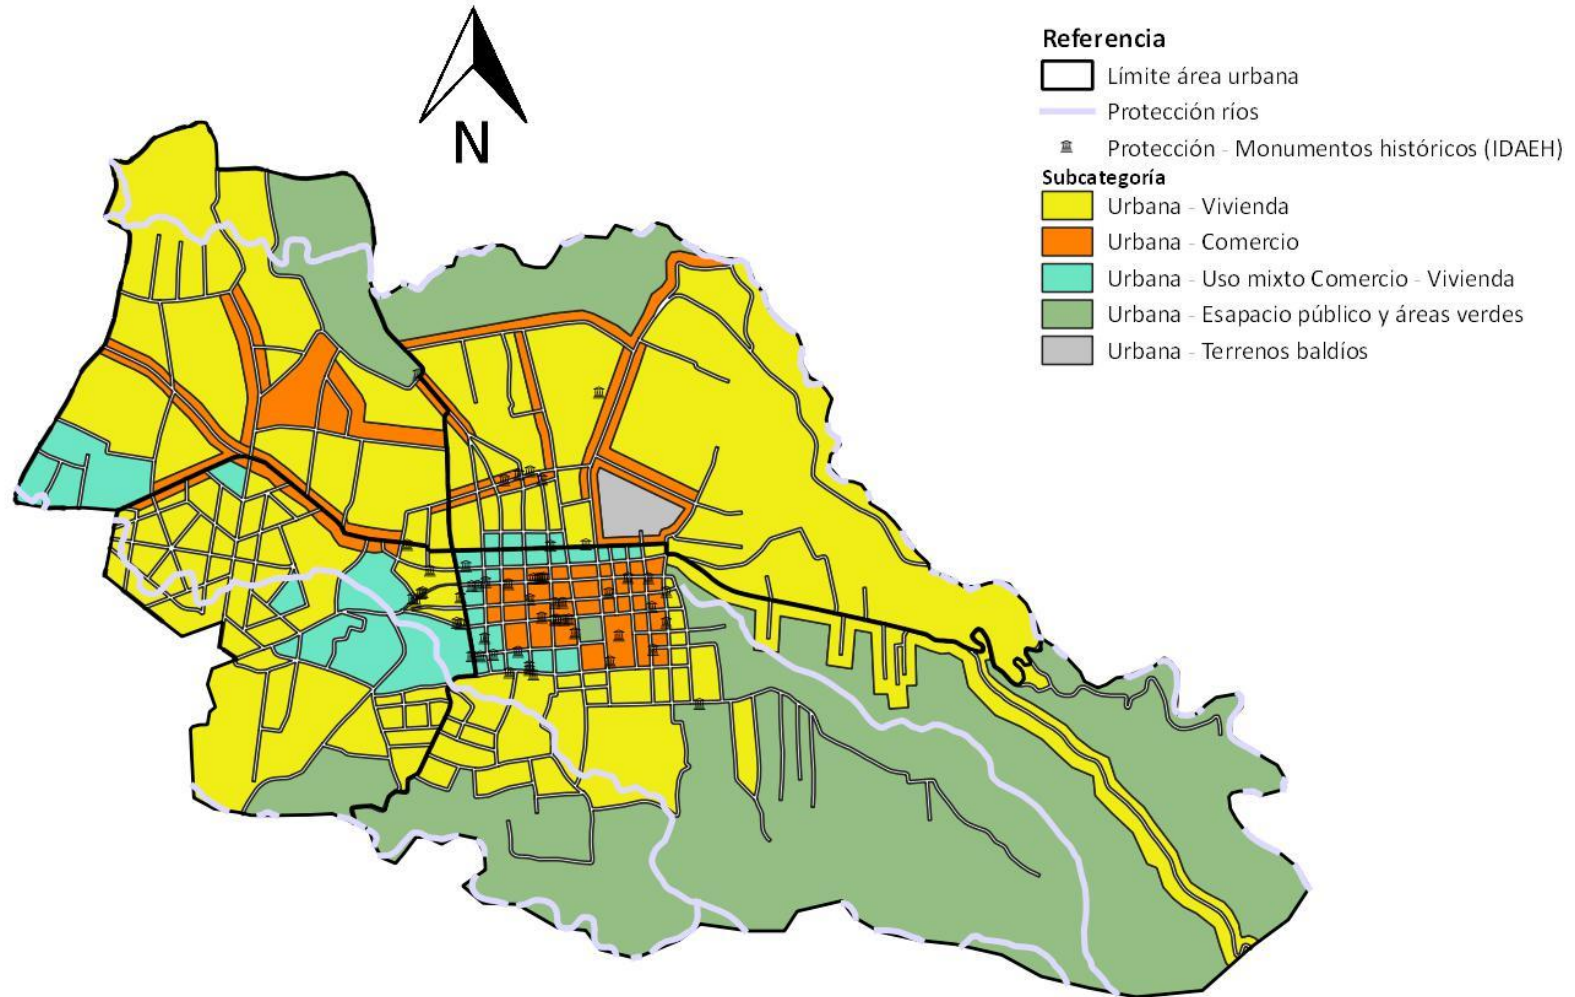 N
Referencia
Límite área urbana
Protección ríos
Protección - Monumentos históricos (IDAEH)
Subcategoría
Urbana - Vivienda
Urbana - Comercio
Urbana - Uso mixto Comercio - Vivienda
Urbana - Esapacio público y áreas verdes
Urbana - Terrenos baldíos